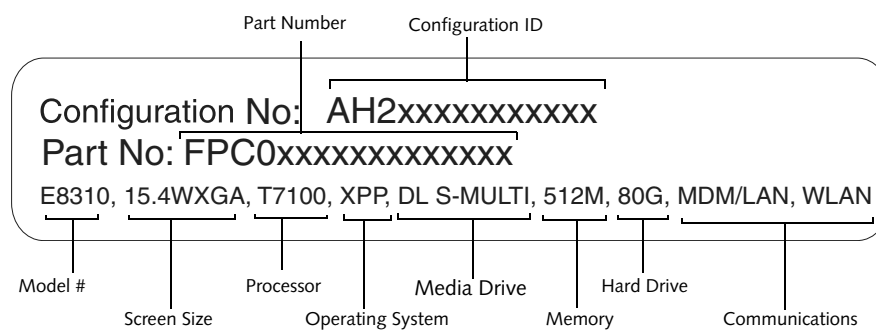 Part Number Configuration ID
Configuration No: AH2xxxxxxxxxxx
Part No: FPC0xxxxxxxxxxxxx
E8310, 15.4WXGA, T7100, XPP, DL S-MULTI, 512M, 80G, MDM/LAN, WLAN
Model # Processor Media Drive Hard Drive
Screen Size Operating System Memory Communications